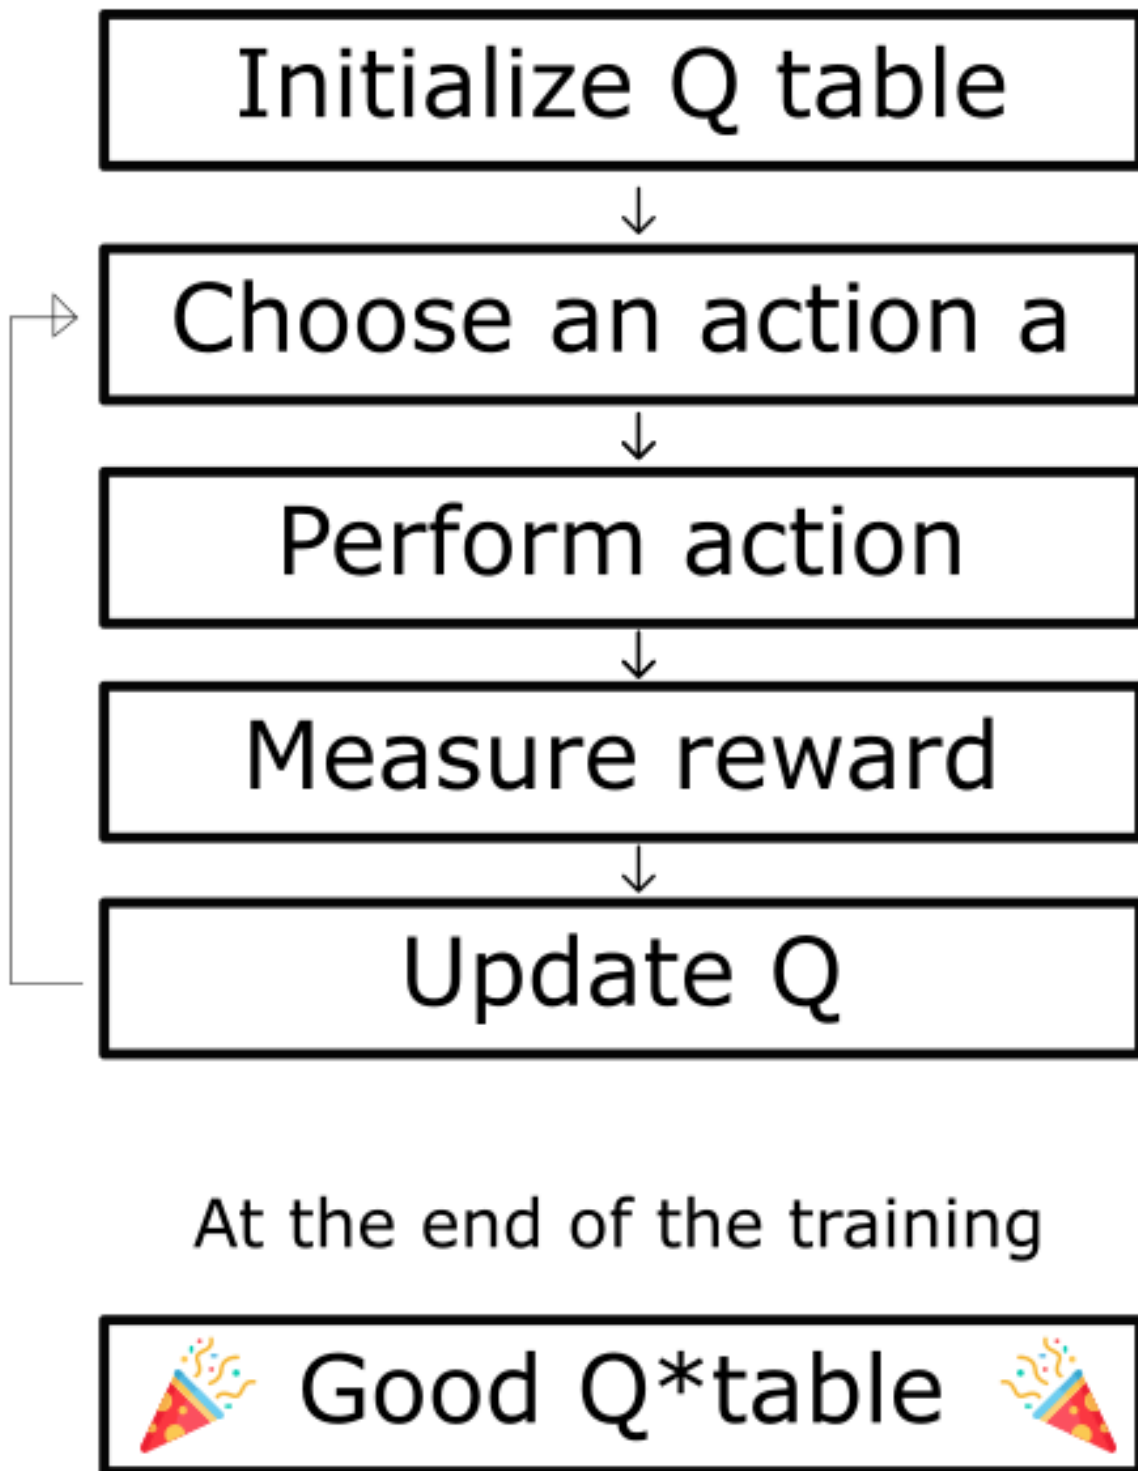 Initialize Q table
Choose an action a
Perform action
Measure reward
Update Q
At the end of the training
Good Q*table